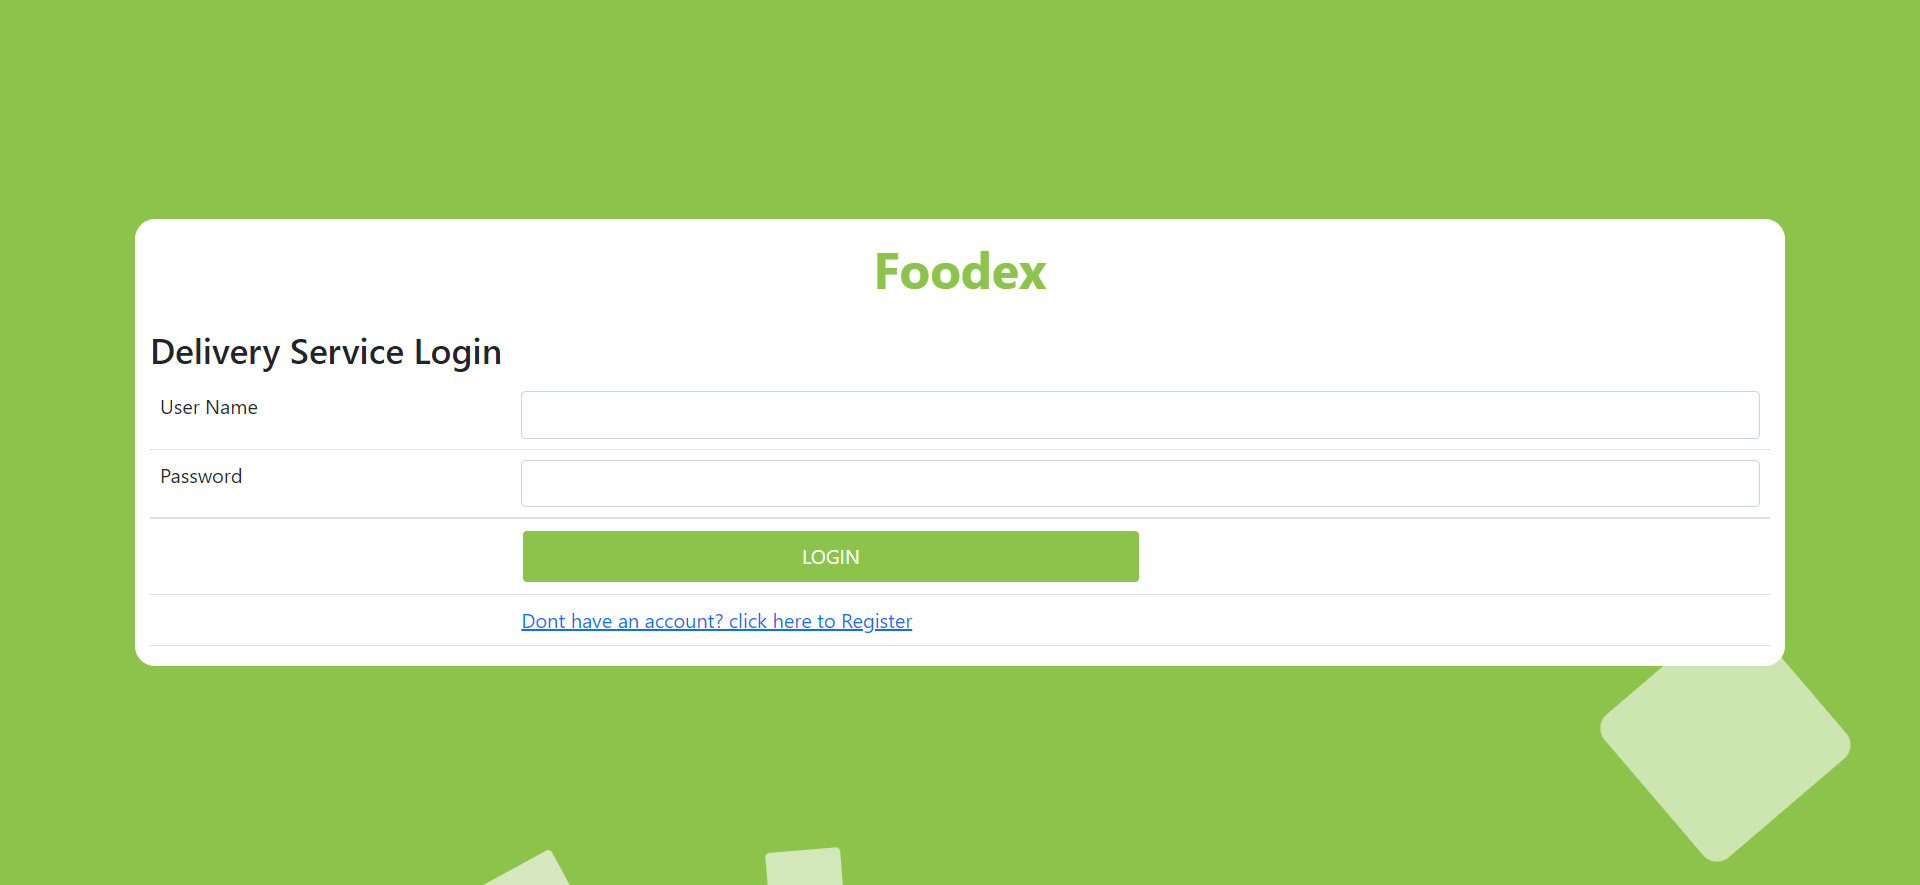 Foodex
Delivery Service Login
User Name
Password
LOGIN
Dont have an account? click here to Register